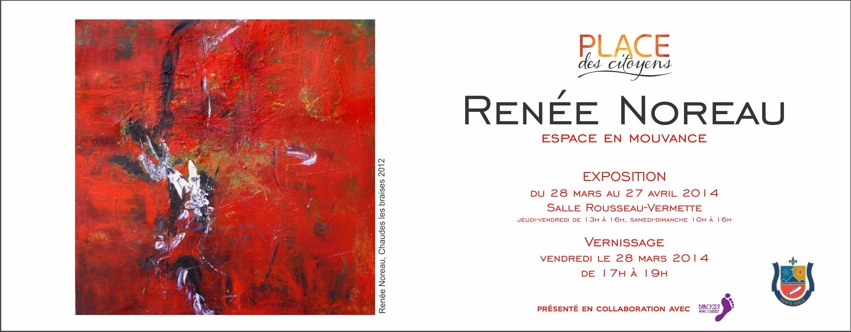 PLACE
des citoyens
RENÉE NOREAU
ESPACE EN MOUVANCE
EXPOSITION
DU 28 MARS AU 27 AVRIL 2014
SALLE ROUSSEAU-VERMETTE
JEUDI-VENDREDI DE 13H À 16H, SAMEDI-DIMANCHE 10H À 16H
VERNISSAGE
VENDREDI LE 28 MARS 2014
DE 17H À 19H
PRÉSENTÉ EN COLLABORATION AVEC
Renée Noreau, Chaudes les braises 2012